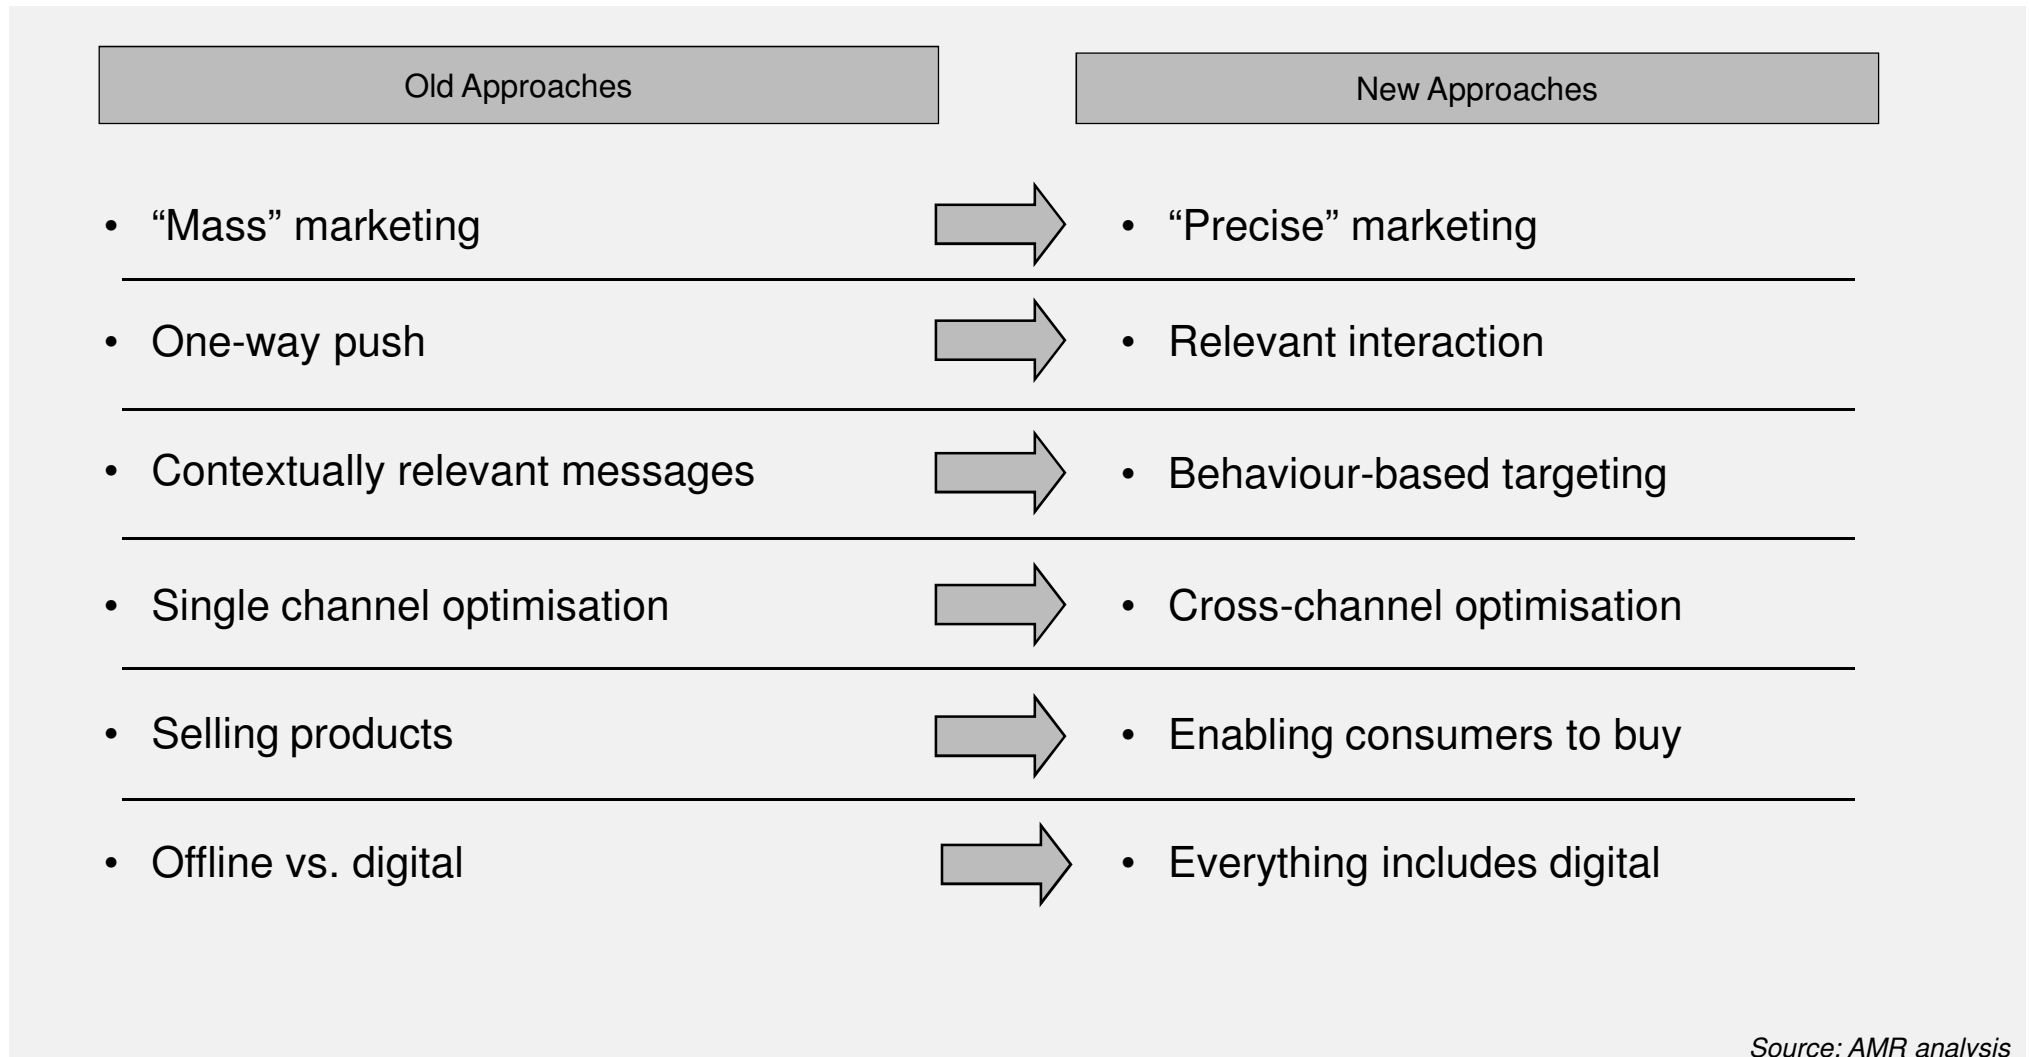 Old Approaches
New Approaches
• “Mass” marketing
• “Precise” marketing
• One-way push
• Relevant interaction
• Contextually relevant messages
• Behaviour-based targeting
• Single channel optimisation
• Cross-channel optimisation
• Selling products
• Enabling consumers to buy
• Offline vs. digital
• Everything includes digital
Source: AMR analysis